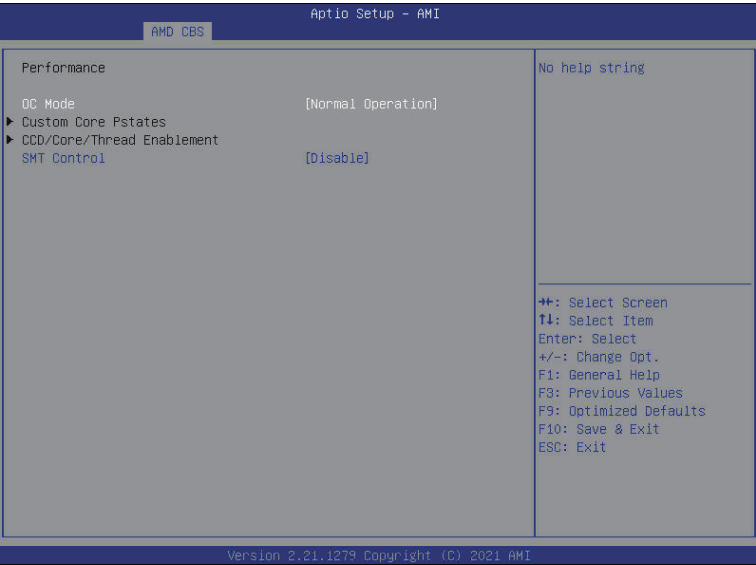 Aptio Setup – AMI
AMD CBS
Performance
OC Mode [Normal Operation]
▶ Custom Core Pstates
▶ CCD/Core/Thread Enablement
SMT Control [Disable]
No help string
→←: Select Screen
↑↓: Select Item
Enter: Select
+/-: Change Opt.
F1: General Help
F3: Previous Values
F9: Optimized Defaults
F10: Save & Exit
ESC: Exit
Version 2.21.1279 Copyright (C) 2021 AMI